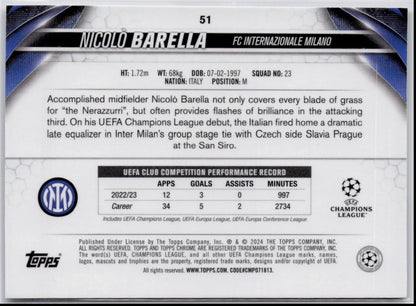 51
NICOLÒ BARELLA
FC INTERNAZIONALE MILANO
HT: 1.72m WT: 68kg DOB: 07-02-1997 SQUAD NO: 23
NATION: ITALY POSITION: M
Accomplished midfielder Nicolò Barella not only covers every blade of grass
for “the Nerazzurri”, but often provides flashes of brilliance in the attacking
third. On his UEFA Champions League debut, the Italian fired home a dramatic
late equalizer in Inter Milan's group stage tie with Czech side Slavia Prague
at the San Siro.
UEFA CLUB COMPETITION PERFORMANCE RECORD
APPS GOALS ASSISTS MINUTES
2022/23 12 3 0 997
Career 34 5 2 2734
Includes UEFA Champions League, UEFA Europa League, UEFA Europa Conference League
UEFA
CHAMPIONS
LEAGUE
Topps
Published Under License by The Topps Company, Inc. ® & © 2024 THE TOPPS COMPANY, INC.
ALL RIGHTS RESERVED. TOPPS AND TOPPS CHROME ARE REGISTERED TRADEMARKS OF THE TOPPS COMPANY, INC.
The word(s) UEFA, UEFA CHAMPIONS LEAGUE and all other UEFA Champions League marks, names,
logos, mascots and trophies are the property, registered trade marks, designs and/or copyright of UEFA.
All rights reserved. WWW.TOPPS.COM. CODE#CMP071813.